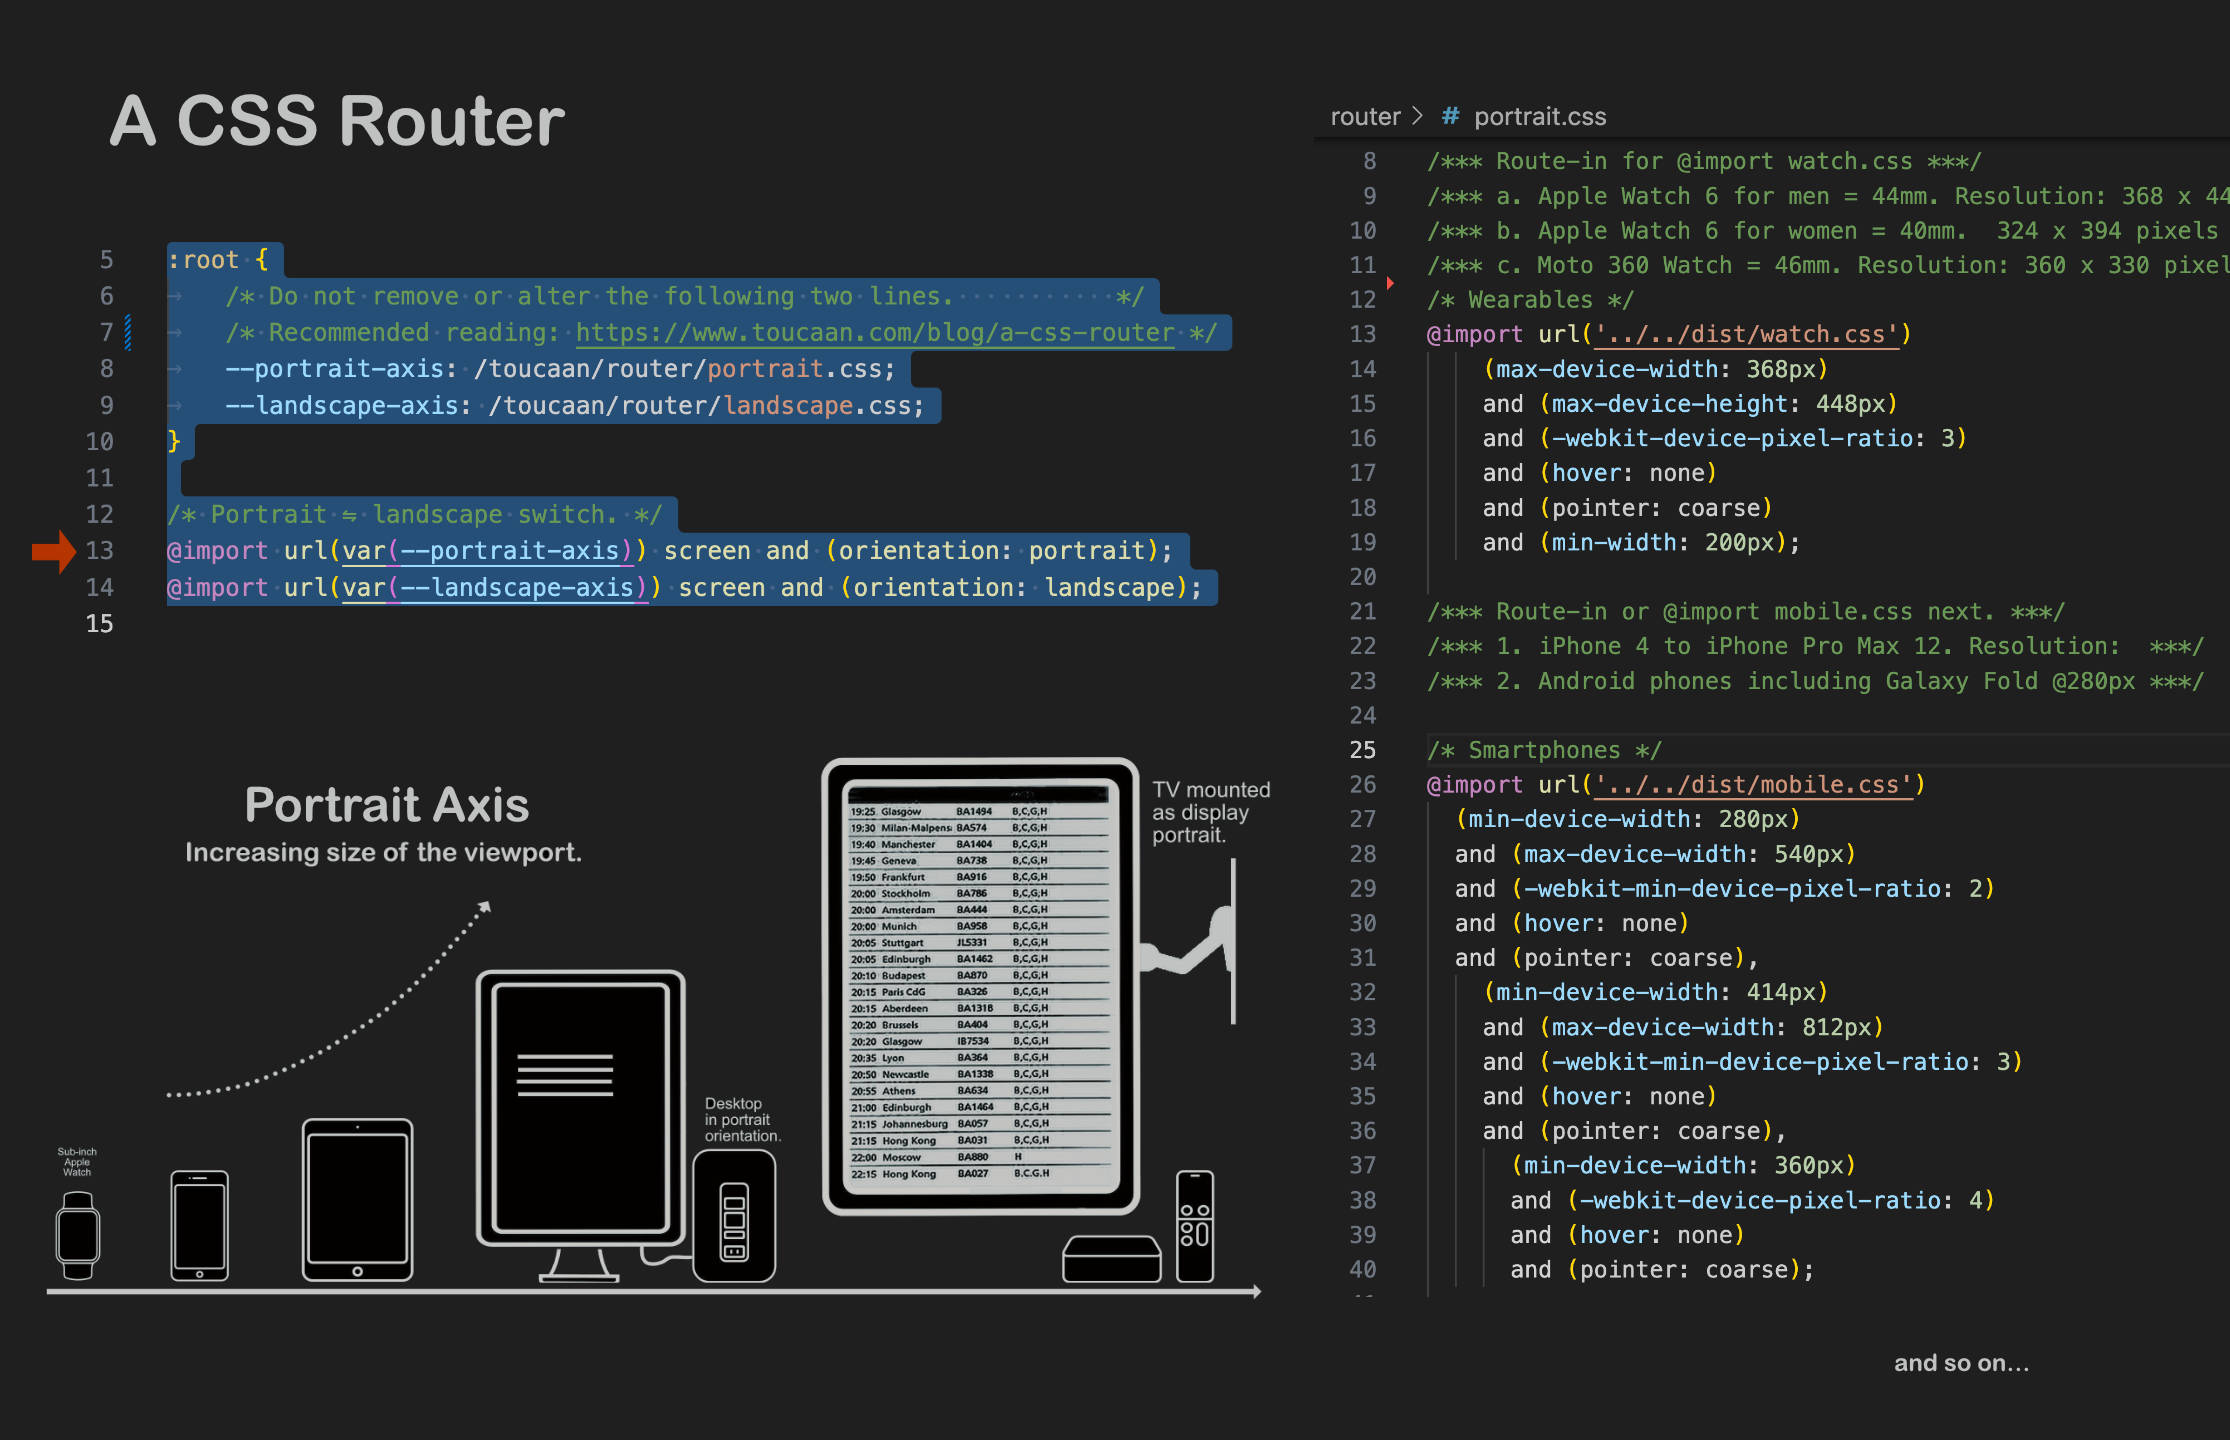 A CSS Router
5 :root {
6 /* Do not remove or alter the following two lines. */
7 /* Recommended reading: https://www.toucaan.com/blog/a-css-router */
8 --portrait-axis: /toucaan/router/portrait.css;
9 --landscape-axis: /toucaan/router/landscape.css;
10 }
11
12 /* Portrait ⇋ landscape switch. */
13 @import url(var(--portrait-axis)) screen and (orientation: portrait);
14 @import url(var(--landscape-axis)) screen and (orientation: landscape);
15
Portrait Axis
Increasing size of the viewport.
Sub-inch
Apple
Watch
Desktop
in portrait
orientation.
19:25 Glasgow BA1494 B,C,G,H
19:30 Milan-Malpens: BA574 B,C,G,H
19:40 Manchester BA1404 B,C,G,H
19:45 Geneva BA738 B,C,G,H
19:50 Frankfurt BA916 B,C,G,H
20:00 Stockholm BA786 B,C,G,H
20:00 Amsterdam BA444 B,C,G,H
20:00 Munich BA958 B,C,G,H
20:05 Stuttgart JL5331 B,C,G,H
20:05 Edinburgh BA1462 B,C,G,H
20:10 Budapest BA870 B,C,G,H
20:15 Paris CdG BA326 B,C,G,H
20:15 Aberdeen BA1318 B,C,G,H
20:20 Brussels BA404 B,C,G,H
20:20 Glasgow IB7534 B,C,G,H
20:35 Lyon BA364 B,C,G,H
20:50 Newcastle BA1338 B,C,G,H
20:55 Athens BA634 B,C,G,H
21:00 Edinburgh BA1464 B,C,G,H
21:15 Johannesburg BA057 B,C,G,H
21:15 Hong Kong BA031 B,C,G,H
22:00 Moscow BA880 H
22:15 Hong Kong BA027 B.C.G.H
TV mounted
as display
portrait.
router > # portrait.css
8 /*** Route-in for @import watch.css ***/
9 /*** a. Apple Watch 6 for men = 44mm. Resolution: 368 x 44
10 /*** b. Apple Watch 6 for women = 40mm. 324 x 394 pixels
11 /*** c. Moto 360 Watch = 46mm. Resolution: 360 x 330 pixel
12 /* Wearables */
13 @import url('../../dist/watch.css')
14 (max-device-width: 368px)
15 and (max-device-height: 448px)
16 and (-webkit-device-pixel-ratio: 3)
17 and (hover: none)
18 and (pointer: coarse)
19 and (min-width: 200px);
20
21 /*** Route-in or @import mobile.css next. ***/
22 /*** 1. iPhone 4 to iPhone Pro Max 12. Resolution: ***/
23 /*** 2. Android phones including Galaxy Fold @280px ***/
24
25 /* Smartphones */
26 @import url('../../dist/mobile.css')
27 (min-device-width: 280px)
28 and (max-device-width: 540px)
29 and (-webkit-min-device-pixel-ratio: 2)
30 and (hover: none)
31 and (pointer: coarse),
32 (min-device-width: 414px)
33 and (max-device-width: 812px)
34 and (-webkit-min-device-pixel-ratio: 3)
35 and (hover: none)
36 and (pointer: coarse),
37 (min-device-width: 360px)
38 and (-webkit-device-pixel-ratio: 4)
39 and (hover: none)
40 and (pointer: coarse);
and so on...